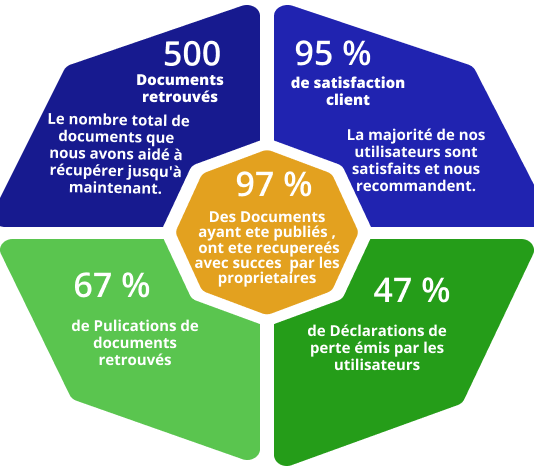 500
Documents
retrouvés
Le nombre total de
documents que
nous avons aidé à
récupérer jusqu'à
maintenant.
95 %
de satisfaction
client
La majorité de nos
utilisateurs sont
satisfaits et nous
recommandent.
97 %
Des Documents
ayant ete publiés ,
ont ete recupereés
avec succes par les
proprietaires
67 %
de Pulications de
documents
retrouvés
47 %
de Déclarations de
perte émis par les
utilisateurs